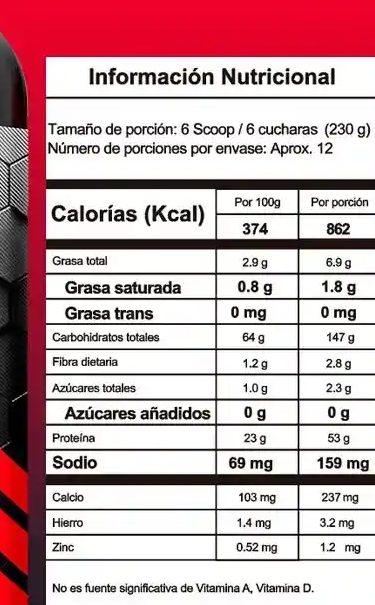 Información Nutricional
Tamaño de porción: 6 Scoop / 6 cucharas (230 g)
Número de porciones por envase: Aprox. 12
Calorías (Kcal) Por 100g Por porción
374 862
Grasa total 2.9 g 6.9 g
Grasa saturada 0.8 g 1.8 g
Grasa trans 0 mg 0 mg
Carbohidratos totales 64 g 147 g
Fibra dietaria 1.2 g 2.8 g
Azúcares totales 1.0 g 2.3 g
Azúcares añadidos 0 g 0 g
Proteína 23 g 53 g
Sodio 69 mg 159 mg
Calcio 103 mg 237 mg
Hierro 1.4 mg 3.2 mg
Zinc 0.52 mg 1.2 mg
No es fuente significativa de Vitamina A, Vitamina D.